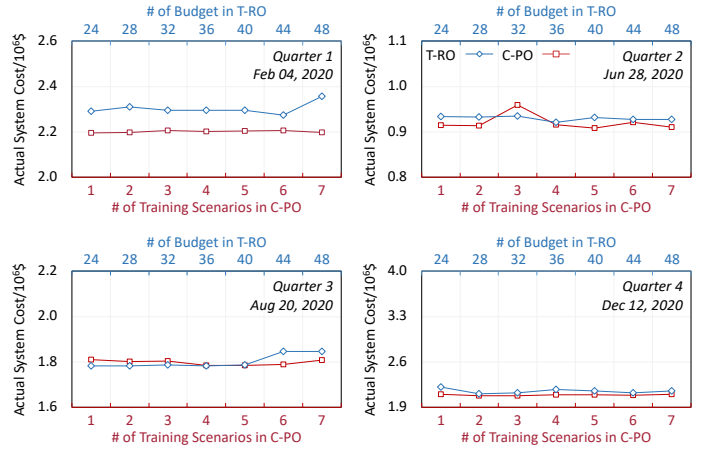 # of Budget in T-RO
24 28 32 36 40 44 48
Actual System Cost/10⁶$
2.6
2.4
2.2
2.0
Quarter 1
Feb 04, 2020
1 2 3 4 5 6 7
# of Training Scenarios in C-PO
# of Budget in T-RO
24 28 32 36 40 44 48
Actual System Cost/10⁶$
1.1
1.0
0.9
0.8
T-RO C-PO Quarter 2
Jun 28, 2020
1 2 3 4 5 6 7
# of Training Scenarios in C-PO
# of Budget in T-RO
24 28 32 36 40 44 48
Actual System Cost/10⁶$
2.2
2.0
1.8
1.6
Quarter 3
Aug 20, 2020
1 2 3 4 5 6 7
# of Training Scenarios in C-PO
# of Budget in T-RO
24 28 32 36 40 44 48
Actual System Cost/10⁶$
4.0
3.3
2.6
1.9
Quarter 4
Dec 12, 2020
1 2 3 4 5 6 7
# of Training Scenarios in C-PO